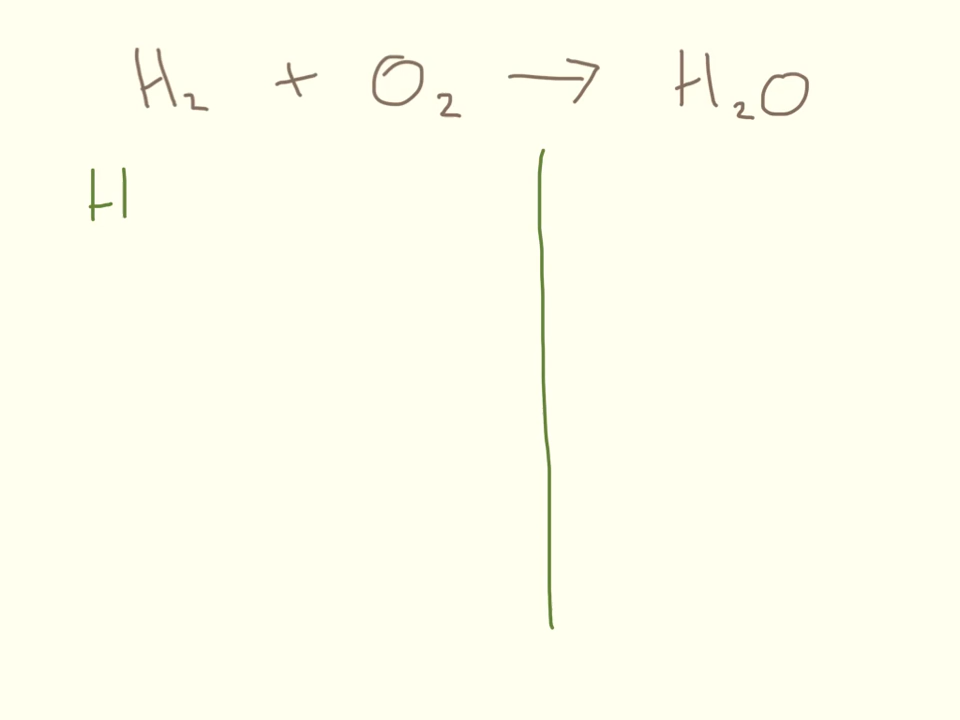 H₂ + O₂ → H₂O
H